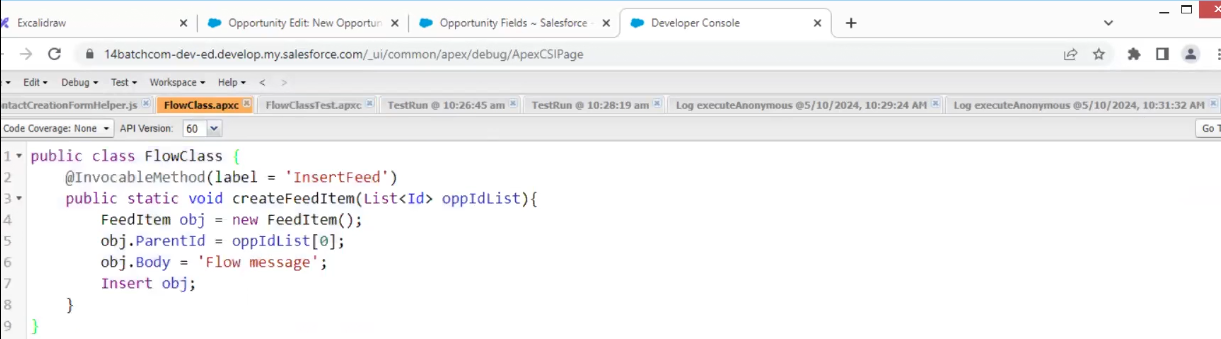 Excalidraw
Opportunity Edit: New Opportun
Opportunity Fields ~ Salesforce -
Developer Console
14batchcom-dev-ed.develop.my.salesforce.com/_ui/common/apex/debug/ApexCSIPage
Edit Debug Test Workspace Help < >
ntactCreationFormHelper.js FlowClass.apxc FlowClassTest.apxc TestRun @ 10:26:45 am TestRun @ 10:28:19 am Log executeAnonymous @5/10/2024, 10:29:24 AM Log executeAnonymous @5/10/2024, 10:31:32 AM
Code Coverage: None API Version: 60 Go T
1 public class FlowClass {
2 @InvocableMethod(label = 'InsertFeed')
3 public static void createFeedItem(List<Id> oppIdList){
4 FeedItem obj = new FeedItem();
5 obj.ParentId = oppIdList[0];
6 obj.Body = 'Flow message';
7 Insert obj;
8 }
9 }